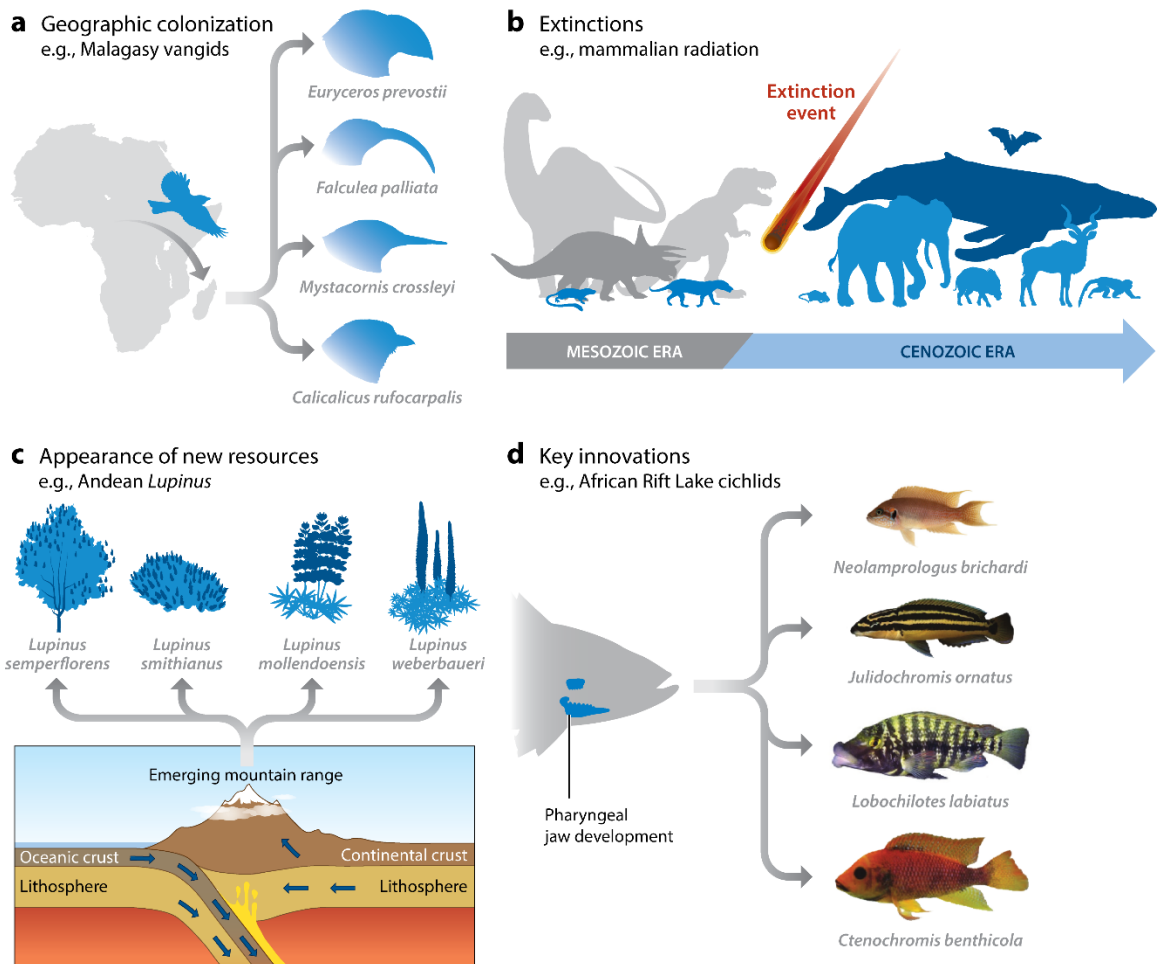 a Geographic colonization
e.g., Malagasy vangids
Euryceros prevostii
Falculea palliata
Mystacornis crossleyi
Calicalicus rufocarpalis
b Extinctions
e.g., mammalian radiation
Extinction
event
MESOZOIC ERA
CENOZOIC ERA
c Appearance of new resources
e.g., Andean Lupinus
Lupinus
semperflorens
Lupinus
smithianus
Lupinus
mollendoensis
Lupinus
weberbaueri
Emerging mountain range
Oceanic crust
Continental crust
Lithosphere
Lithosphere
d Key innovations
e.g., African Rift Lake cichlids
Neolamprologus brichardi
Julidochromis ornatus
Lobochilotes labiatus
Ctenochromis benthicola
Pharyngeal
jaw development